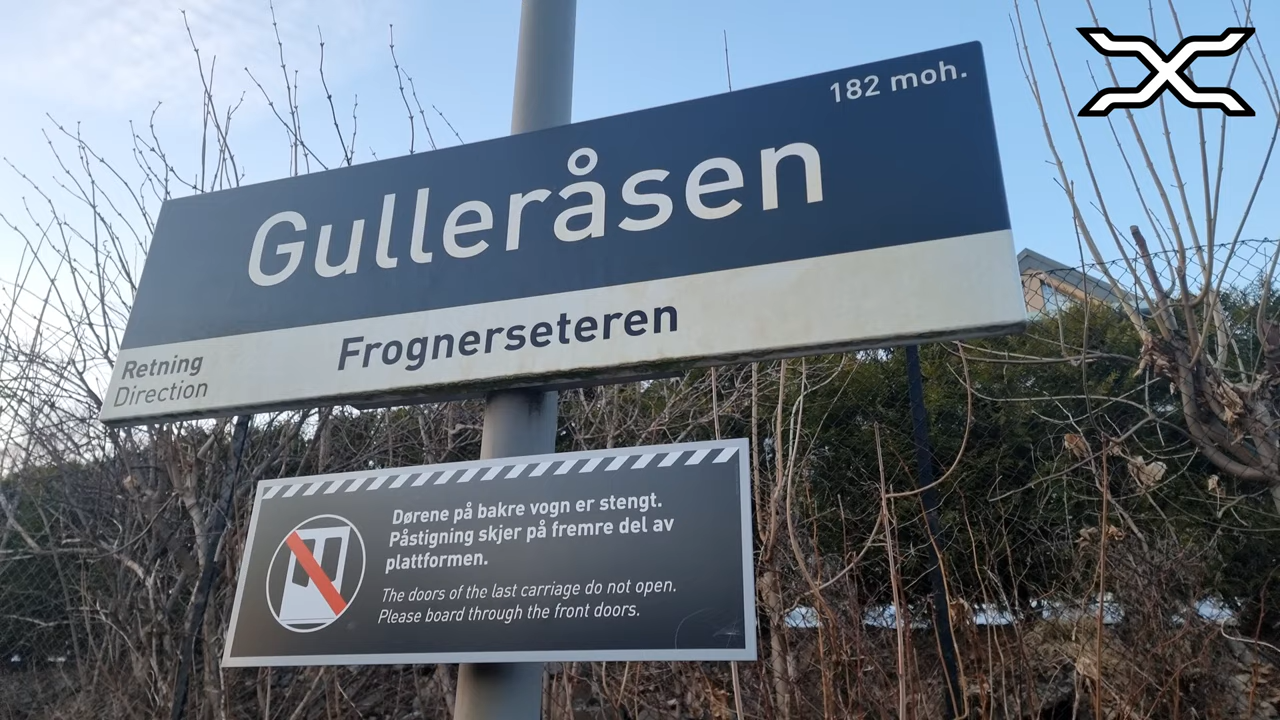 182 moh.
Gulleråsen
Frognerseteren
Retning
Direction
Dørene på bakre vogn er stengt.
Påstigning skjer på fremre del av
plattformen.
The doors of the last carriage do not open.
Please board through the front doors.